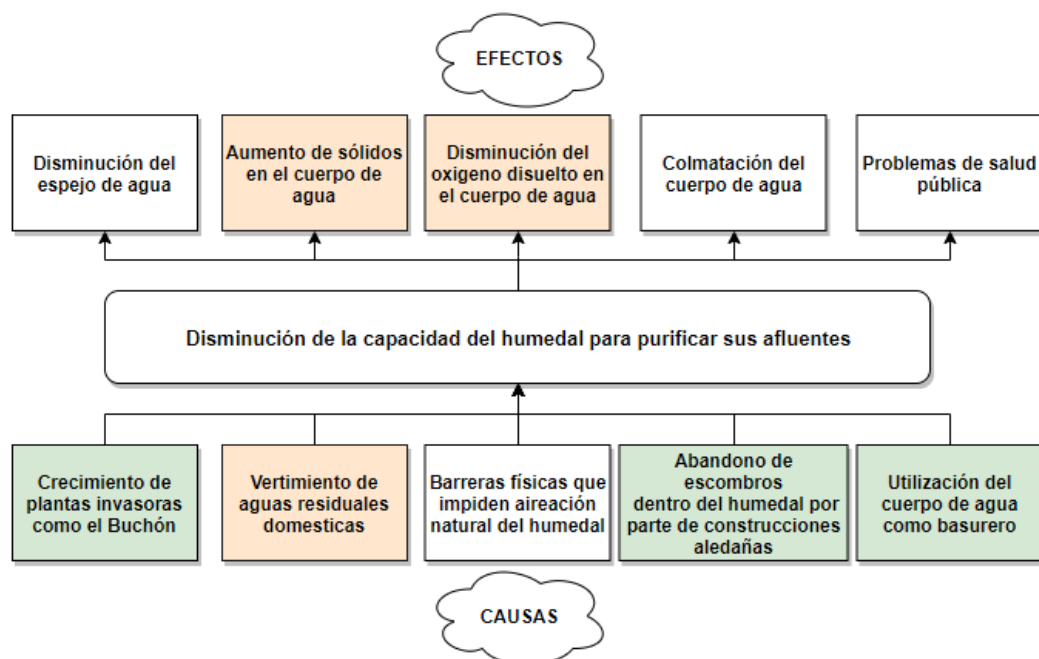 EFECTOS
Disminución del
espejo de agua
Aumento de sólidos
en el cuerpo de
agua
Disminución del
oxigeno disuelto en
el cuerpo de agua
Colmatación del
cuerpo de agua
Problemas de salud
pública
Disminución de la capacidad del humedal para purificar sus afluentes
Crecimiento de
plantas invasoras
como el Buchón
Vertimiento de
aguas residuales
domesticas
Barreras físicas que
impiden aireación
natural del humedal
Abandono de
escombros
dentro del humedal por
parte de construcciones
aledañas
Utilización del
cuerpo de agua
como basurero
CAUSAS